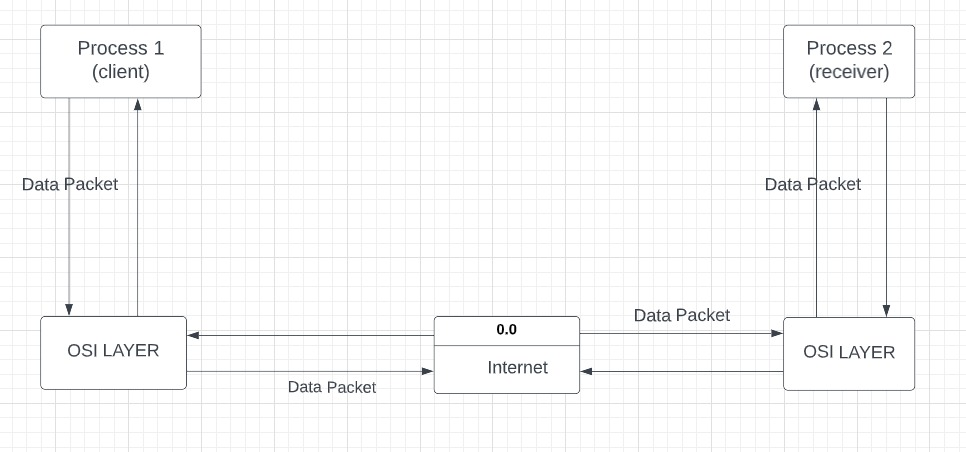 Process 1
(client)
Process 2
(receiver)
Data Packet
Data Packet
OSI LAYER
Data Packet
0.0
Internet
Data Packet
OSI LAYER